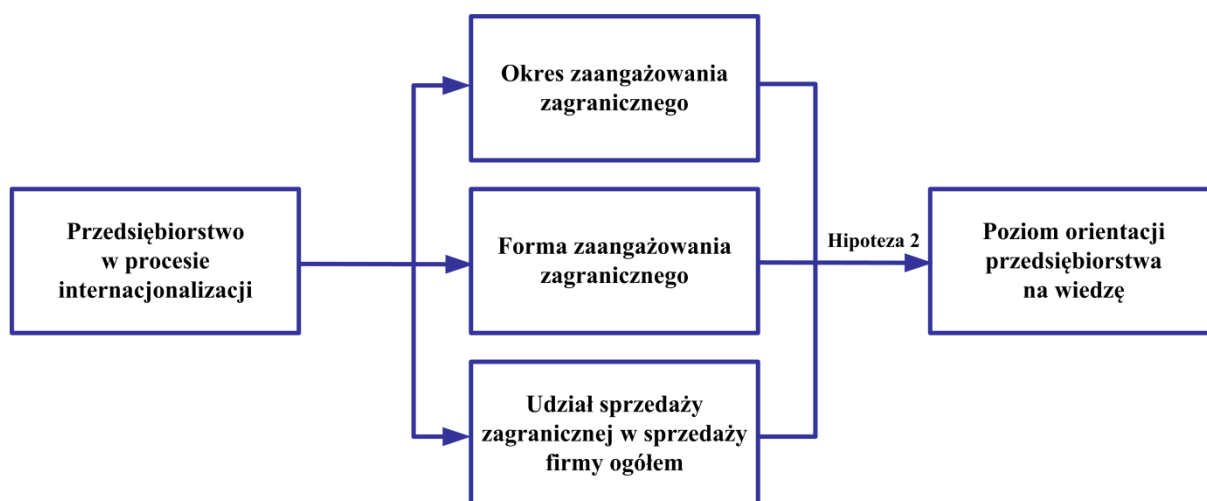 Okres zaangażowania
zagranicznego
Przedsiębiorstwo
w procesie
internacjonalizacji
Forma zaangażowania
zagranicznego
Hipoteza 2
Poziom orientacji
przedsiębiorstwa
na wiedzę
Udział sprzedaży
zagranicznej w sprzedaży
firmy ogółem